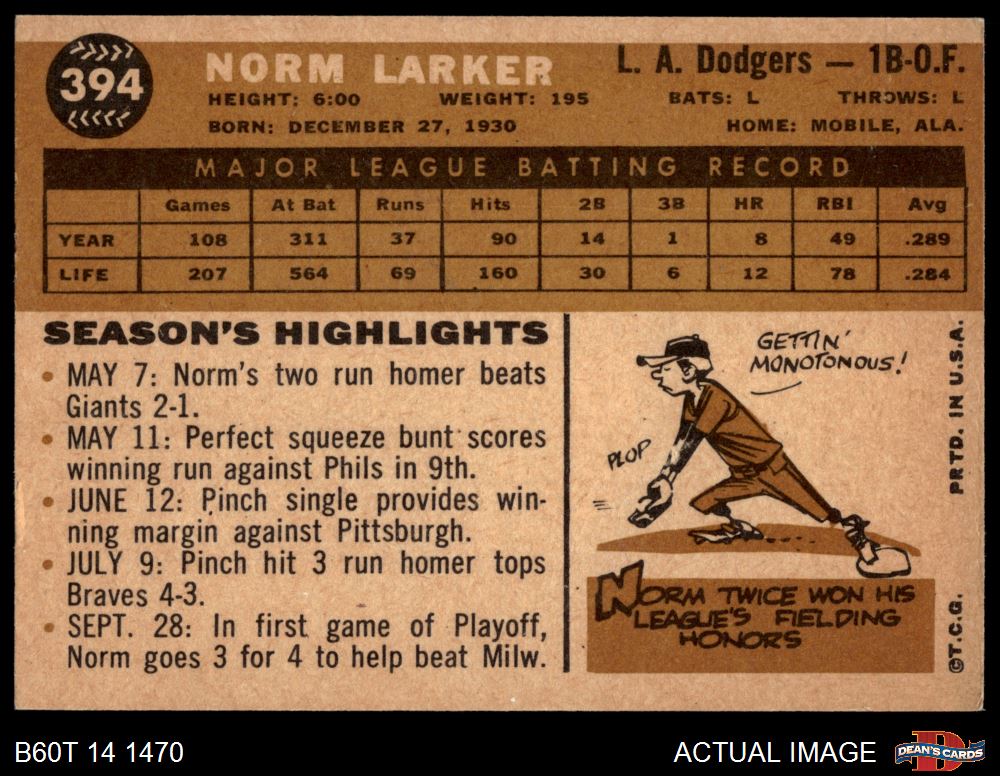 394
NORM LARKER
L. A. Dodgers — 1B-O.F.
HEIGHT: 6:00 WEIGHT: 195 BATS: L THROWS: L
BORN: DECEMBER 27, 1930 HOME: MOBILE, ALA.
MAJOR LEAGUE BATTING RECORD
Games At Bat Runs Hits 2B 3B HR RBI Avg
YEAR 108 311 37 90 14 1 8 49 .289
LIFE 207 564 69 160 30 6 12 78 .284
SEASON'S HIGHLIGHTS
• MAY 7: Norm's two run homer beats
Giants 2-1.
• MAY 11: Perfect squeeze bunt scores
winning run against Phils in 9th.
• JUNE 12: Pinch single provides win-
ning margin against Pittsburgh.
• JULY 9: Pinch hit 3 run homer tops
Braves 4-3.
• SEPT. 28: In first game of Playoff,
Norm goes 3 for 4 to help beat Milw.
GETTIN'
MONOTONOUS!
PLOP
NORM TWICE WON HIS
LEAGUE'S FIELDING
HONORS
PRTD. IN U.S.A.
©T.C.G.
B60T 14 1470
ACTUAL IMAGE
DEAN'S CARDS